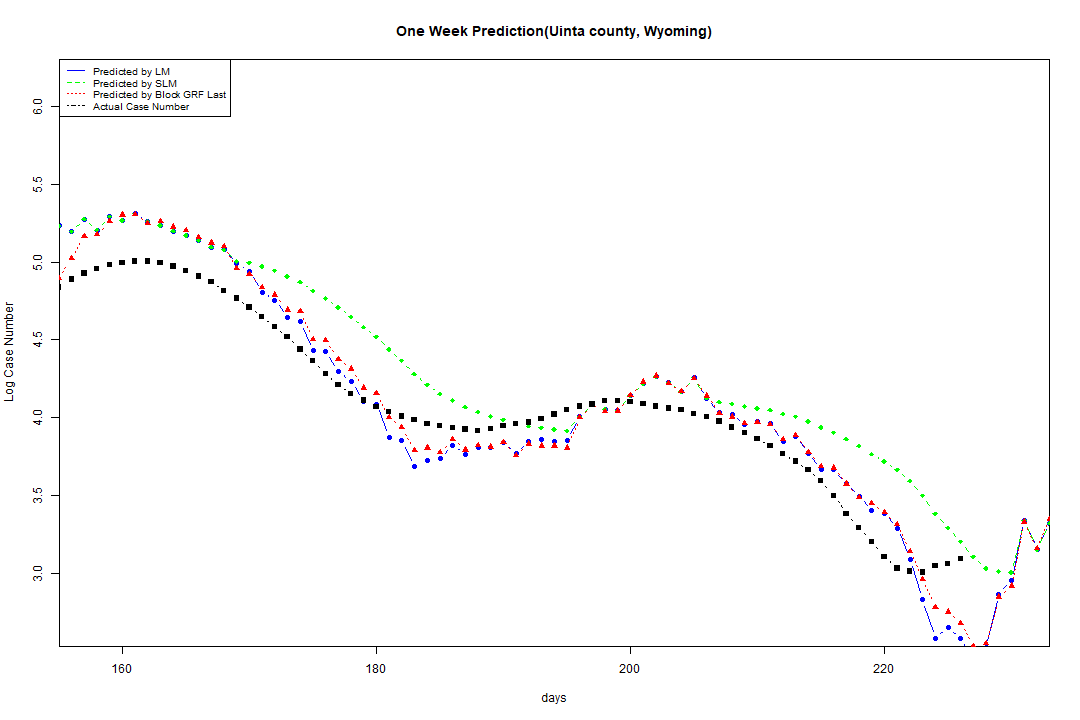 One Week Prediction(Uinta county, Wyoming)
Predicted by LM
Predicted by SLM
Predicted by Block GRF Last
Actual Case Number
6.0
5.5
5.0
4.5
4.0
3.5
3.0
Log Case Number
160 180 200 220
days